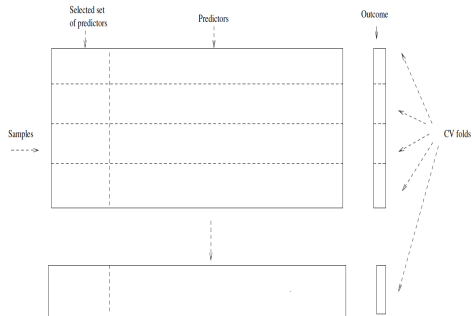 Selected set
of predictors
Predictors
Outcome
Samples
CV folds